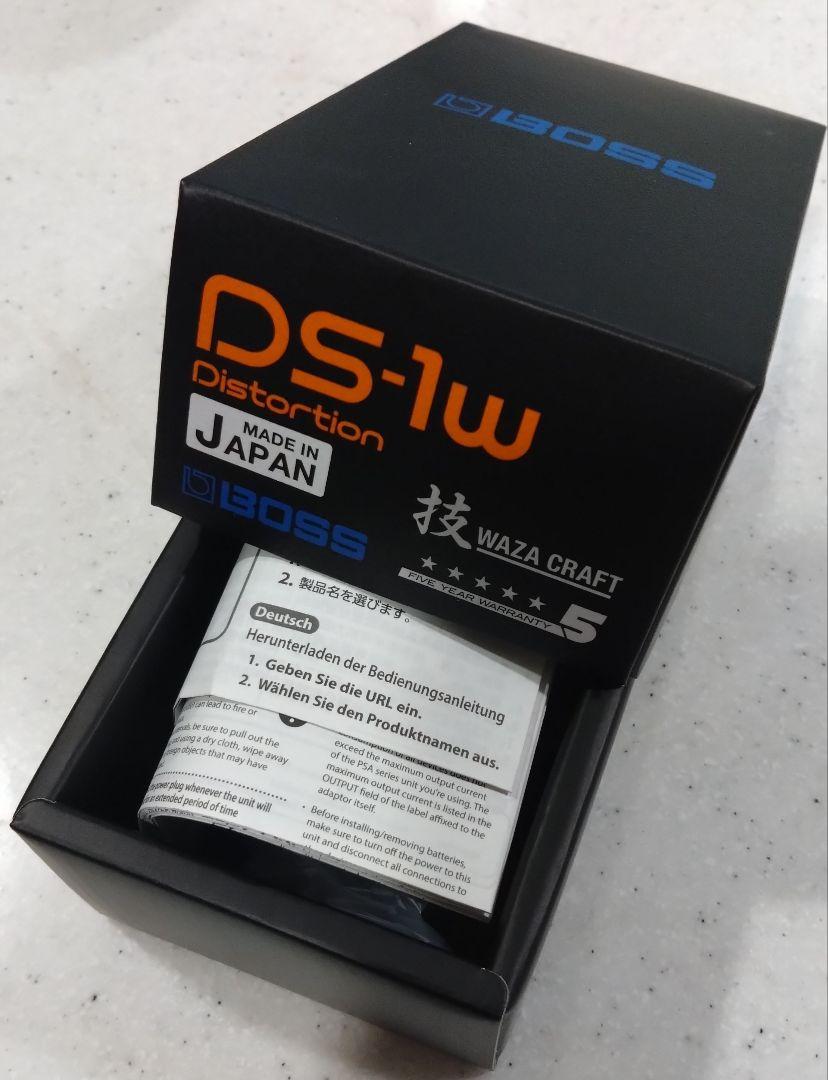 BOSS
DS-1w
Distortion
MADE IN
JAPAN
BOSS
技 WAZA CRAFT
FIVE YEAR WARRANTY 5
2. 製品名を選びます。
Deutsch
Herunterladen der Bedienungsanleitung
1. Geben Sie die URL ein.
2. Wählen Sie den Produktnamen aus.
can lead to fire or
be sure to pull out the
using a dry cloth, wipe away
objects that may have
power plug whenever the unit will
an extended period of time
exceed the maximum output current
of the PSA series unit you're using. The
maximum output current is listed in the
OUTPUT field of the label affixed to the
adaptor itself.
• Before installing/removing batteries,
make sure to turn off the power to this
unit and disconnect all connections to